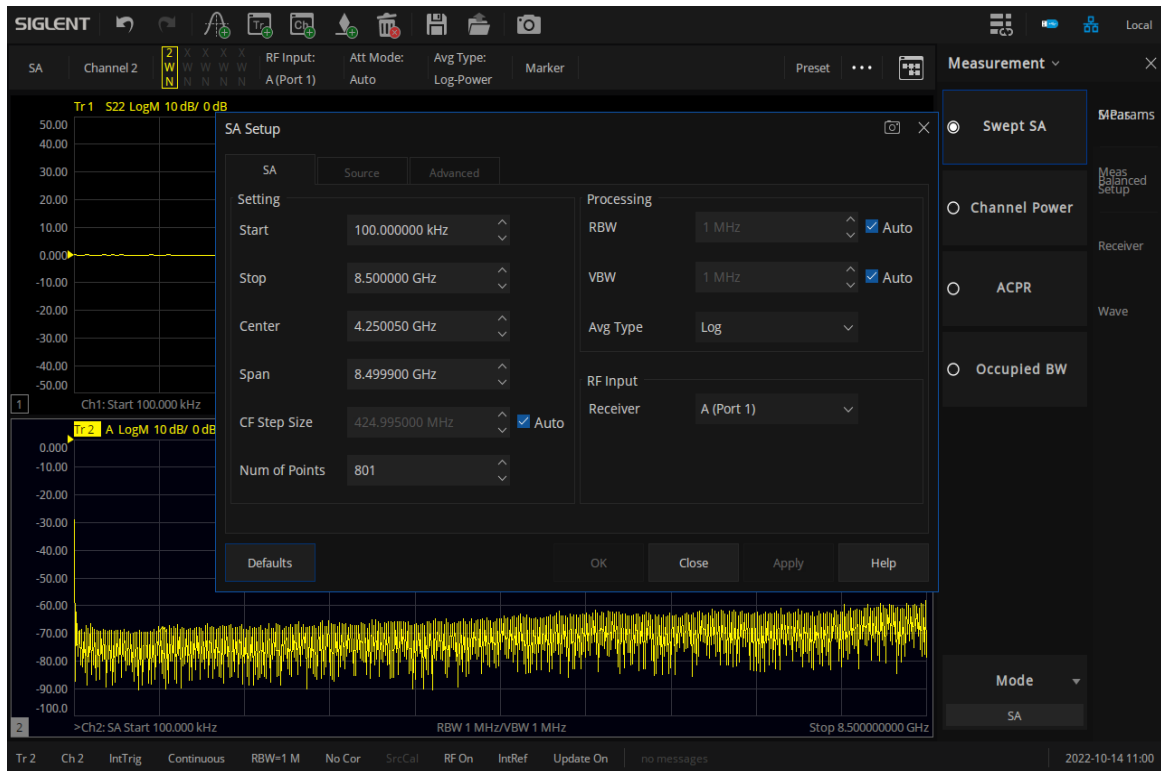 SIGLENT Local
SA Channel 2 2 W N X W N X W N X W N X W N RF Input: A (Port 1) Att Mode: Auto Avg Type: Log-Power Marker Preset ••• Measurement
Tr 1 S22 LogM 10 dB/ 0 dB
50.00
40.00
30.00
20.00
10.00
0.000
-10.00
-20.00
-30.00
-40.00
-50.00
1 Ch1: Start 100.000 kHz
Tr 2 A LogM 10 dB/ 0 dB
0.000
-10.00
-20.00
-30.00
-40.00
-50.00
-60.00
-70.00
-80.00
-90.00
-100.0
2 >Ch2: SA Start 100.000 kHz RBW 1 MHz/VBW 1 MHz Stop 8.500000000 GHz
SA Setup
SA Source Advanced
Setting
Start 100.000000 kHz
Stop 8.500000 GHz
Center 4.250050 GHz
Span 8.499900 GHz
CF Step Size 424.995000 MHz Auto
Num of Points 801
Processing
RBW 1 MHz Auto
VBW 1 MHz Auto
Avg Type Log
RF Input
Receiver A (Port 1)
Defaults OK Close Apply Help
Swept SA
Channel Power
ACPR
Occupied BW
Mode
SA
Meas
Balanced
Setup
Receiver
Wave
Tr 2 Ch 2 IntTrig Continuous RBW=1 M No Cor SrcCal RF On IntRef Update On no messages 2022-10-14 11:00